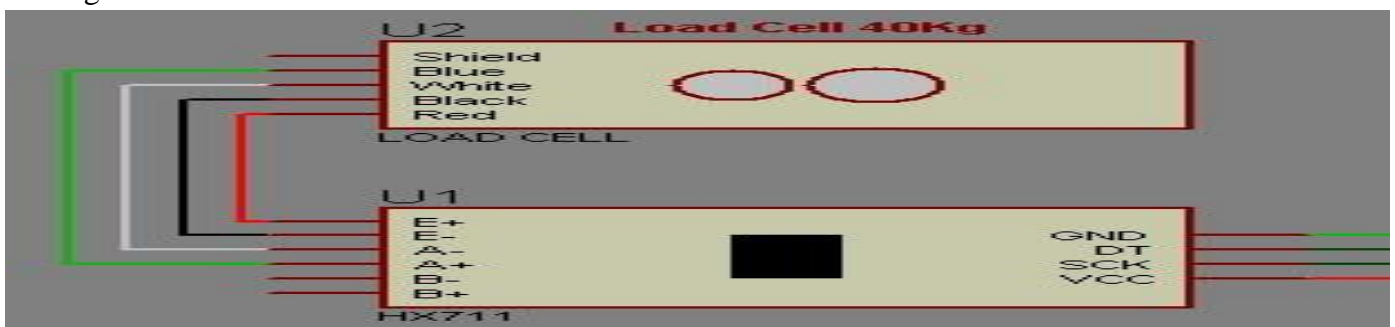 U2
Load Cell 40Kg
Shield
Blue
White
Black
Red
LOAD CELL
U1
E+
E-
A-
A+
B-
B+
GND
DT
SCK
VCC
HX711